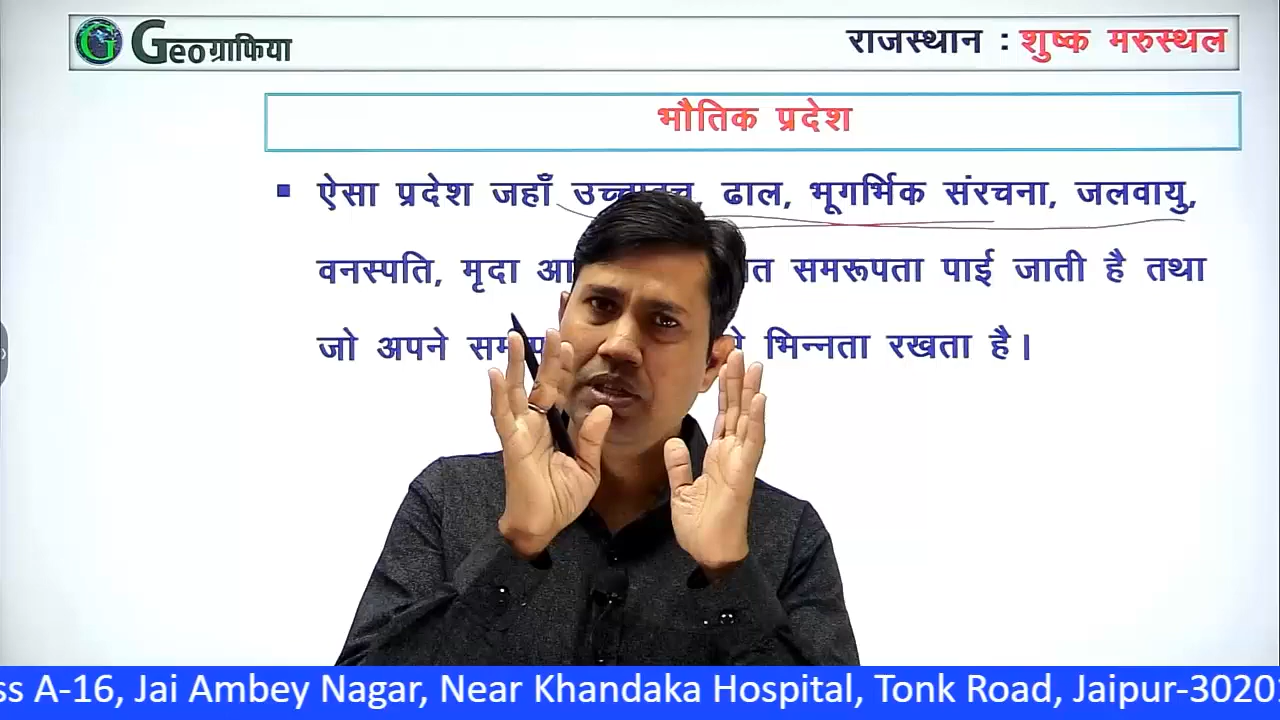 Geoग्राफिया
राजस्थान : शुष्क मरुस्थल
भौतिक प्रदेश
ऐसा प्रदेश जहाँ ढाल, भूगर्भिक संरचना, जलवायु,
वनस्पति, मृदा समरूपता पाई जाती है तथा
जो अपने भिन्नता रखता है।
A-16, Jai Ambey Nagar, Near Khandaka Hospital, Tonk Road, Jaipur-3020